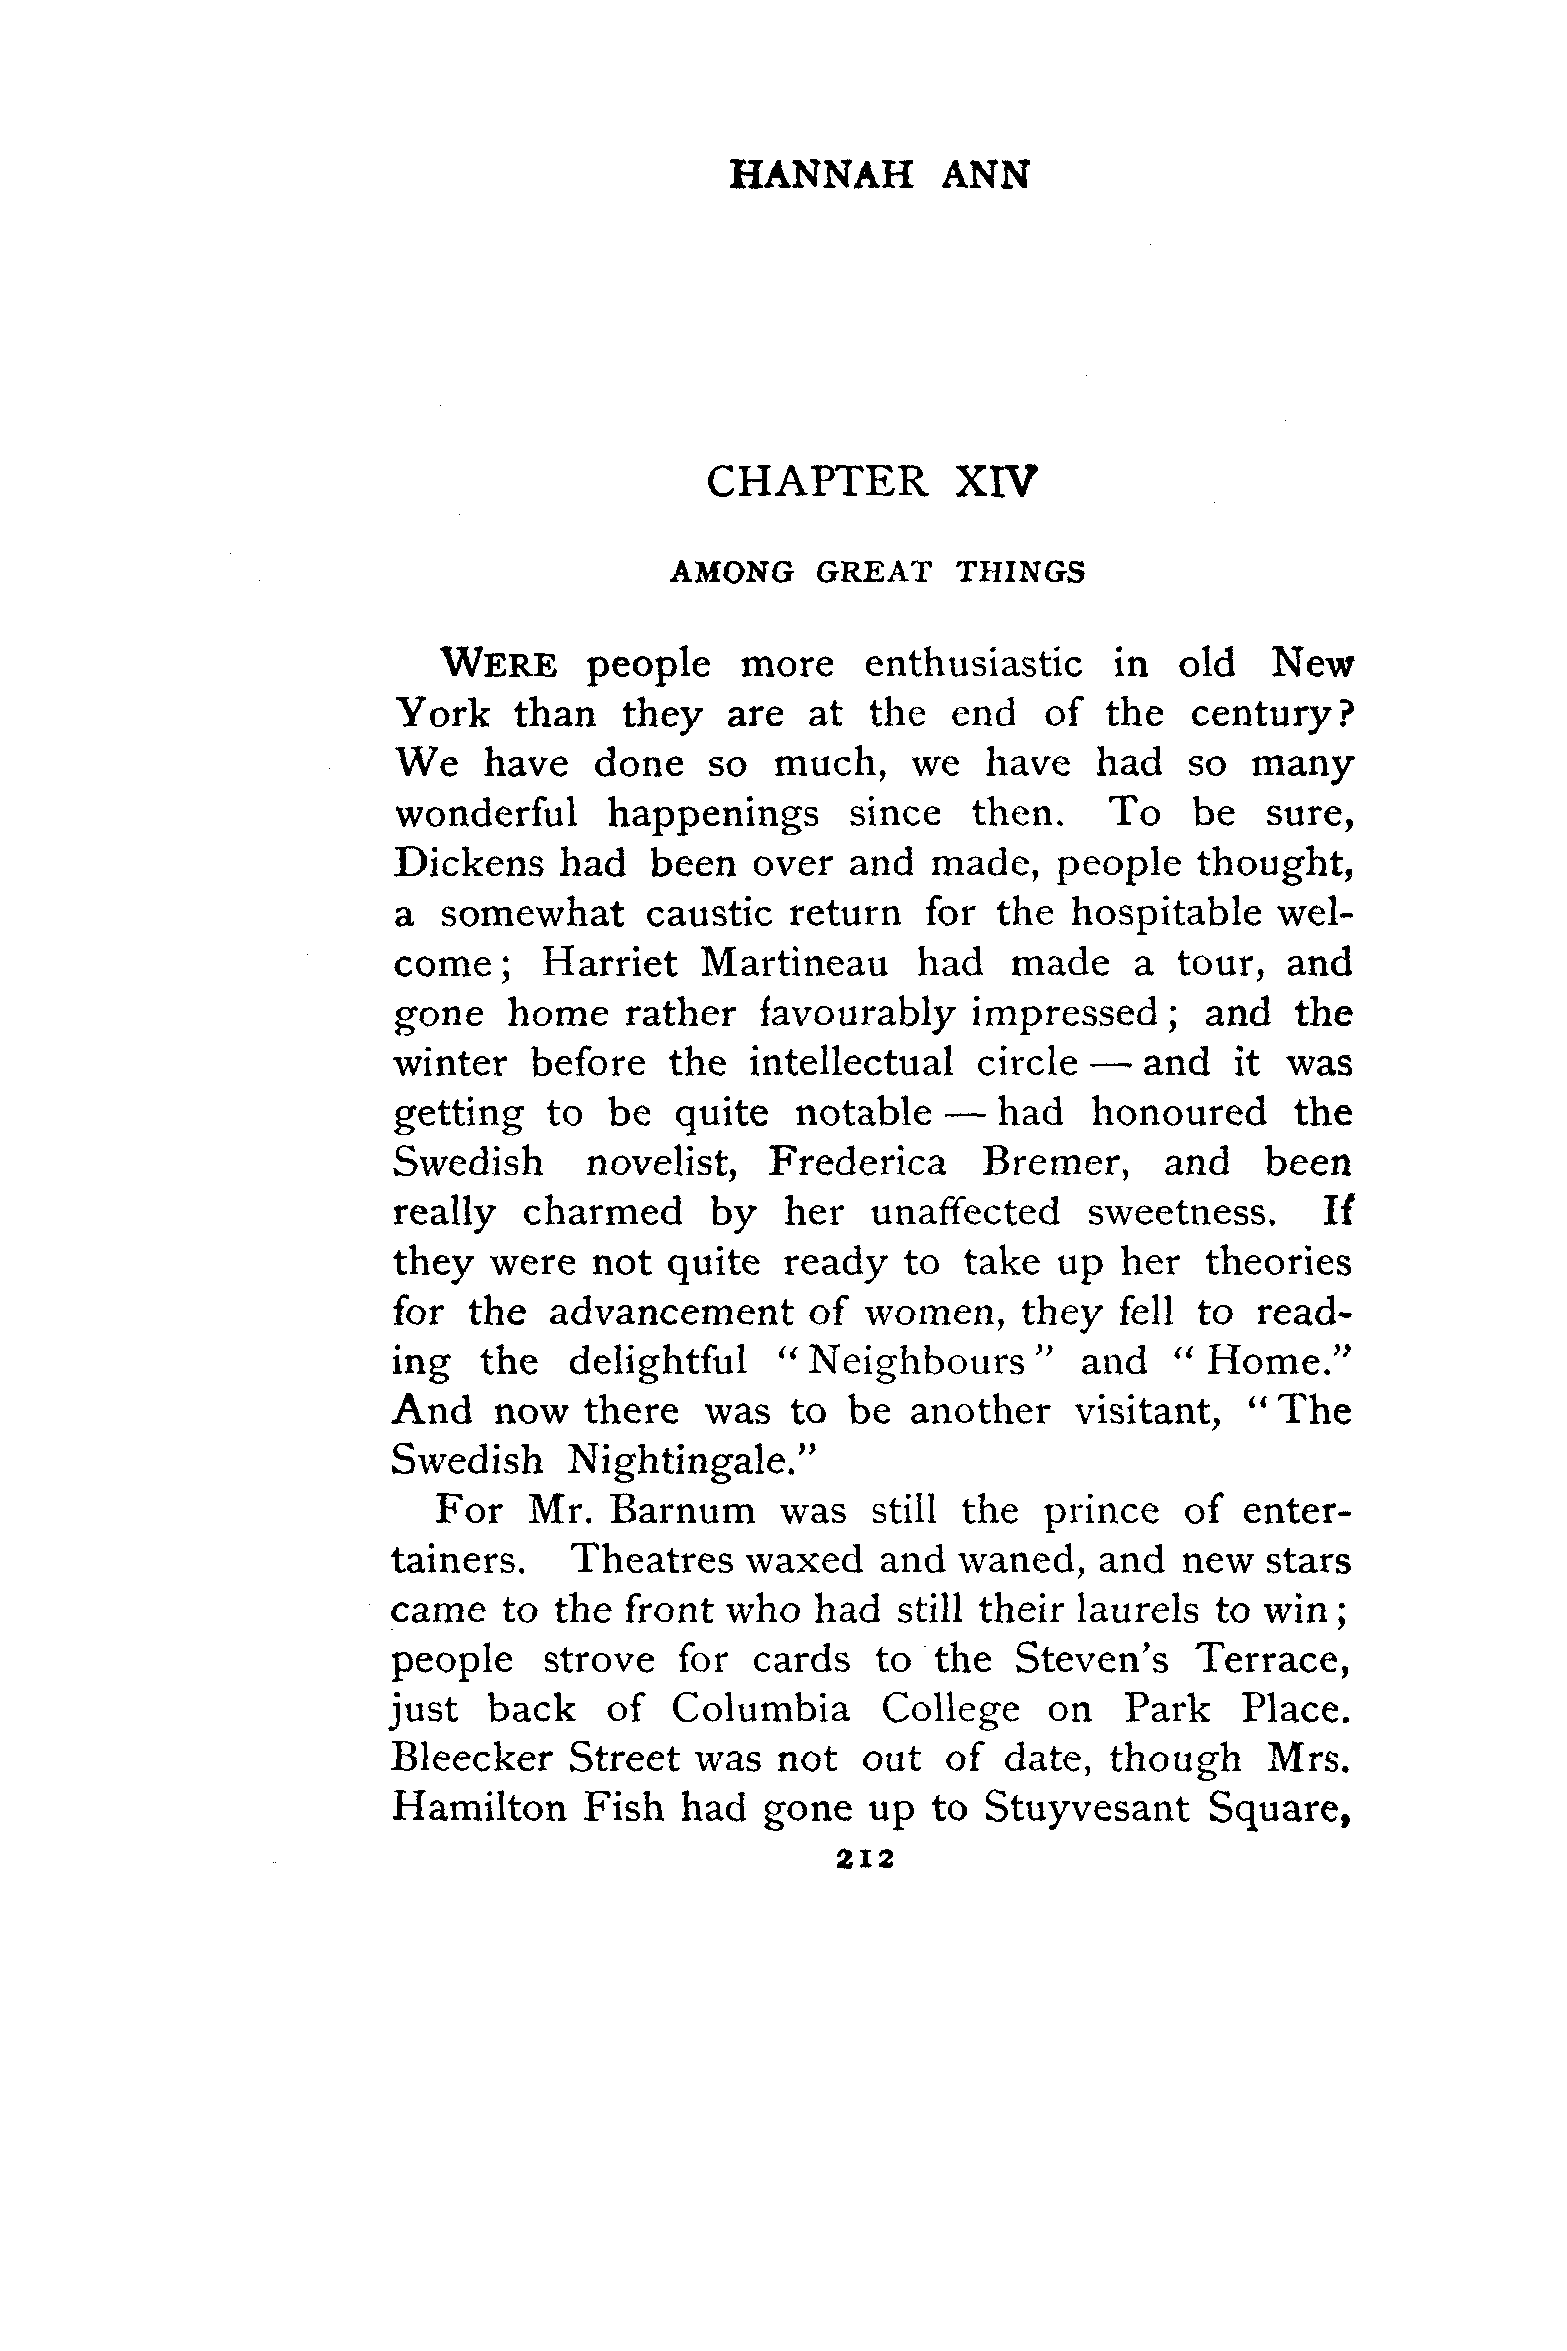 HANNAH ANN
CHAPTER XIV
AMONG GREAT THINGS
WERE people more enthusiastic in old New
York than they are at the end of the century?
We have done so much, we have had so many
wonderful happenings since then. To be sure,
Dickens had been over and made, people thought,
a somewhat caustic return for the hospitable wel-
come; Harriet Martineau had made a tour, and
gone home rather favourably impressed; and the
winter before the intellectual circle — and it was
getting to be quite notable — had honoured the
Swedish novelist, Frederica Bremer, and been
really charmed by her unaffected sweetness. If
they were not quite ready to take up her theories
for the advancement of women, they fell to read-
ing the delightful “Neighbours” and “Home.”
And now there was to be another visitant, “The
Swedish Nightingale.”
For Mr. Barnum was still the prince of enter-
tainers. Theatres waxed and waned, and new stars
came to the front who had still their laurels to win;
people strove for cards to the Steven's Terrace,
just back of Columbia College on Park Place.
Bleecker Street was not out of date, though Mrs.
Hamilton Fish had gone up to Stuyvesant Square,
212